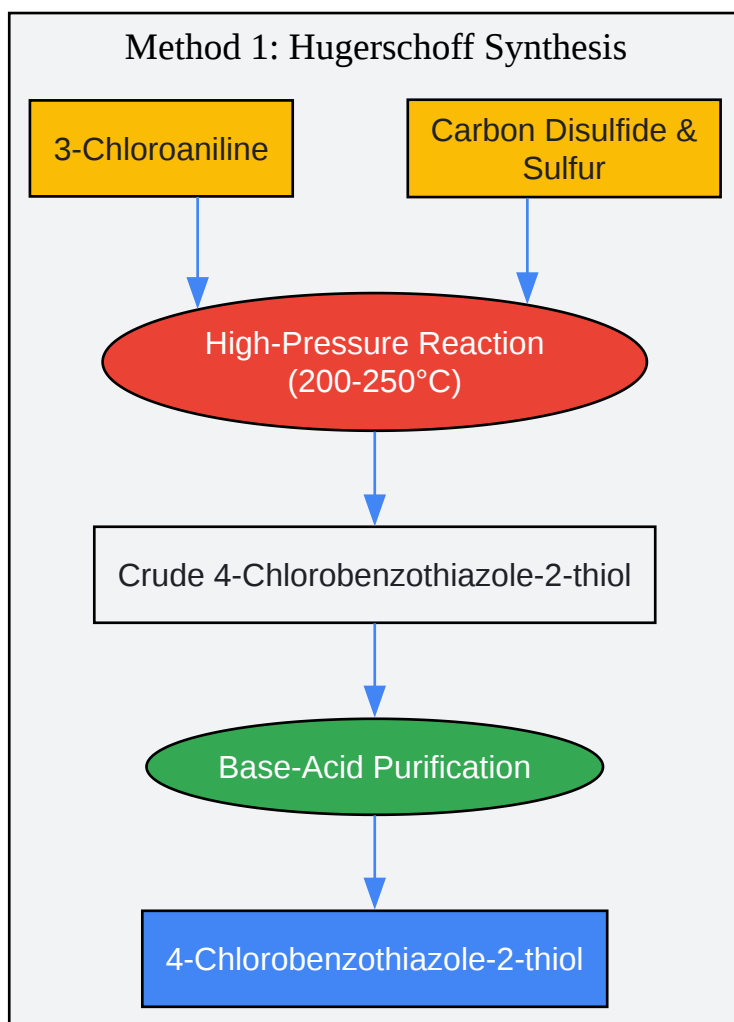 Method 1: Hugerschoff Synthesis
3-Chloroaniline
Carbon Disulfide &
Sulfur
High-Pressure Reaction
(200-250°C)
Crude 4-Chlorobenzothiazole-2-thiol
Base-Acid Purification
4-Chlorobenzothiazole-2-thiol